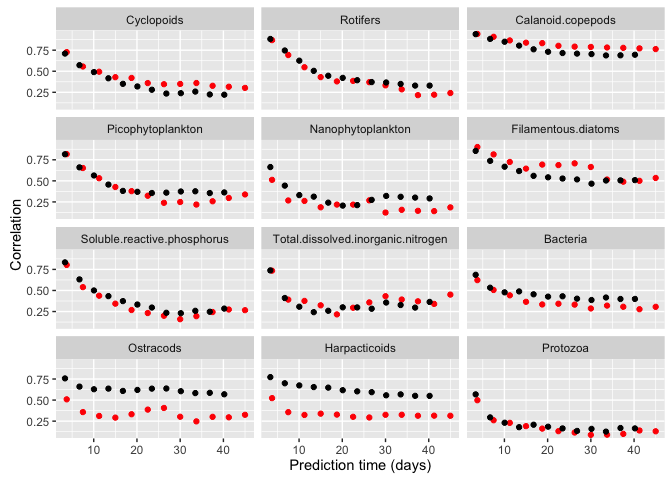 Cyclopoids Rotifers Calanoid.copepods
0.75
0.50
0.25
Picophytoplankton Nanophytoplankton Filamentous.diatoms
0.75
0.50
0.25
Correlation
Soluble.reactive.phosphorus Total.dissolved.inorganic.nitrogen Bacteria
0.75
0.50
0.25
Ostracods Harpacticoids Protozoa
0.75
0.50
0.25
10 20 30 40 10 20 30 40 10 20 30 40
Prediction time (days)